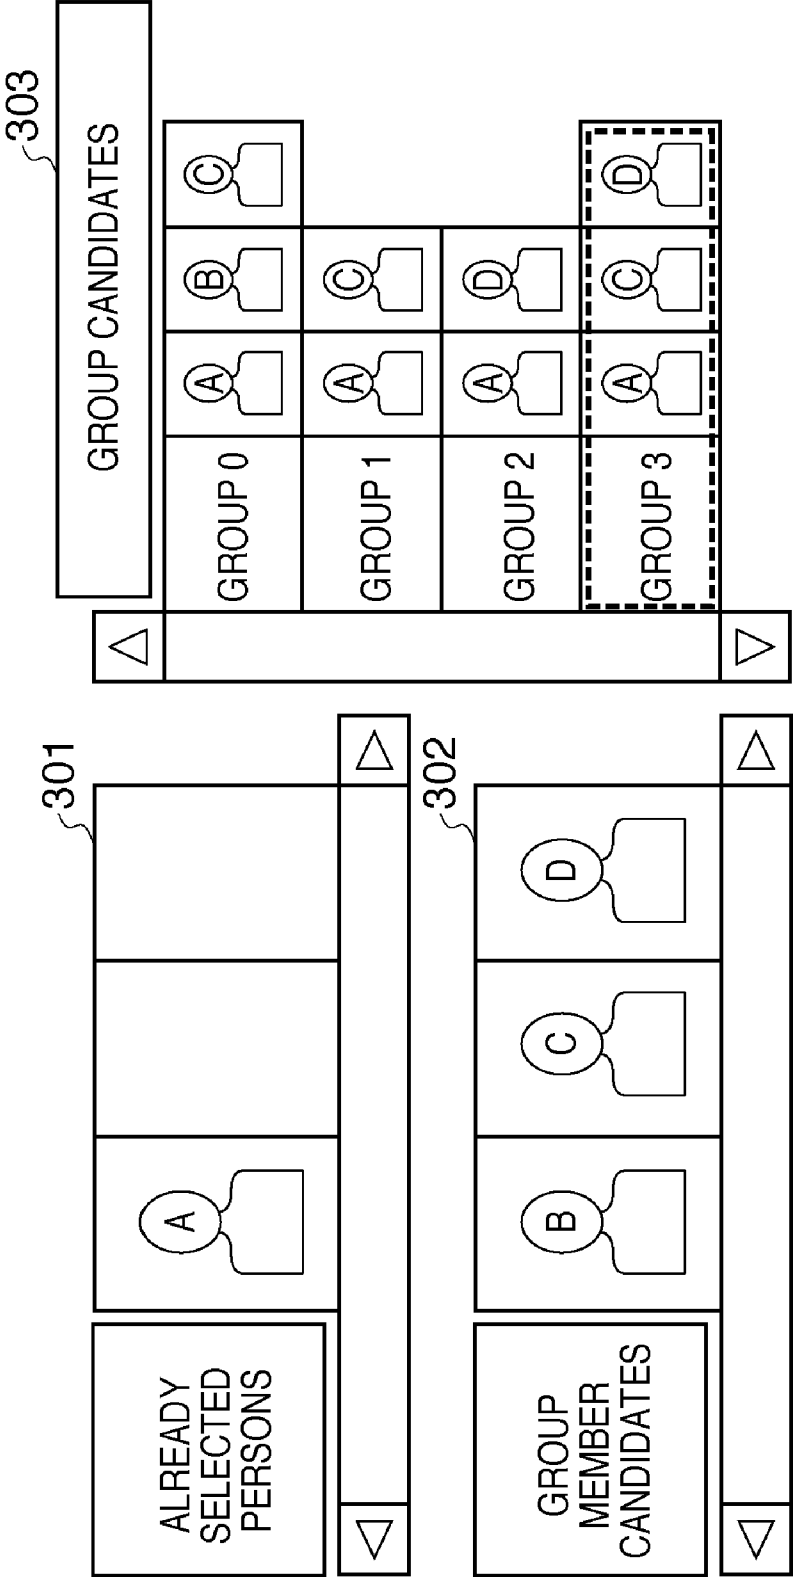 301
ALREADY
SELECTED
PERSONS
A
302
GROUP
MEMBER
CANDIDATES
B C D
303
GROUP CANDIDATES
GROUP 0 A B C
GROUP 1 A C
GROUP 2 A D
GROUP 3 A C D